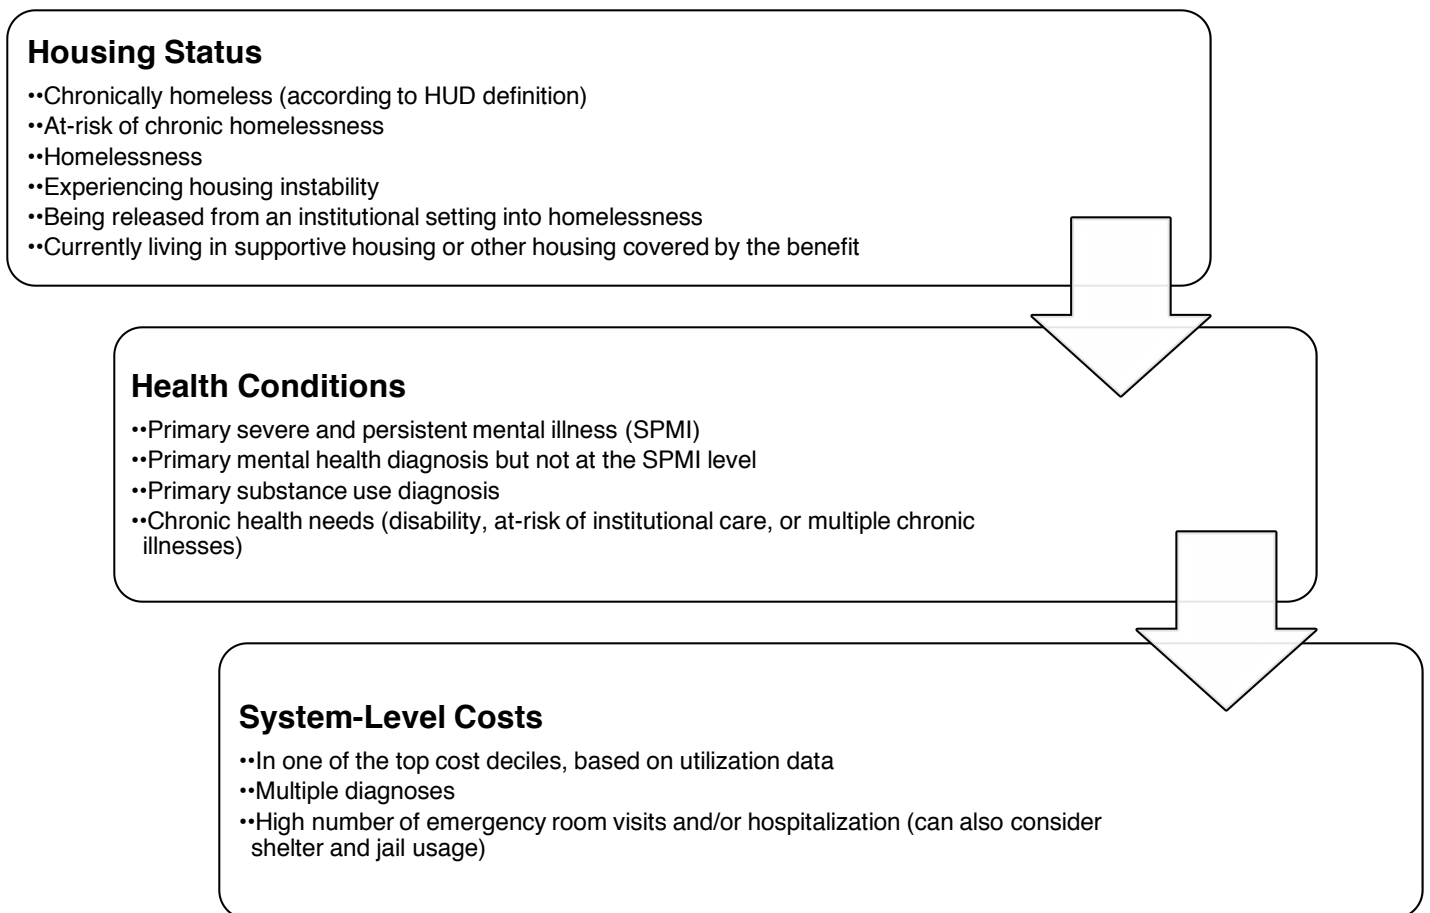 Housing Status
••Chronically homeless (according to HUD definition)
••At-risk of chronic homelessness
••Homelessness
••Experiencing housing instability
••Being released from an institutional setting into homelessness
••Currently living in supportive housing or other housing covered by the benefit
Health Conditions
••Primary severe and persistent mental illness (SPMI)
••Primary mental health diagnosis but not at the SPMI level
••Primary substance use diagnosis
••Chronic health needs (disability, at-risk of institutional care, or multiple chronic
illnesses)
System-Level Costs
••In one of the top cost deciles, based on utilization data
••Multiple diagnoses
••High number of emergency room visits and/or hospitalization (can also consider
shelter and jail usage)